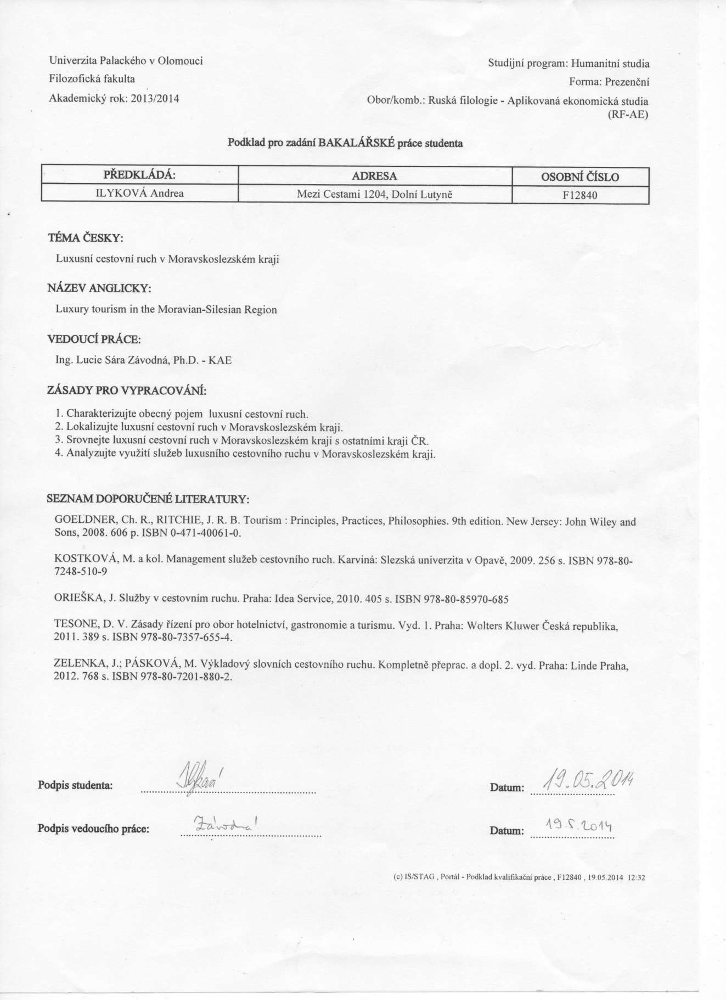 Univerzita Palackého v Olomouci
Filozofická fakulta
Akademický rok: 2013/2014
Studijní program: Humanitní studia
Forma: Prezenční
Obor/komb.: Ruská filologie - Aplikovaná ekonomická studia
(RF-AE)
Podklad pro zadání BAKALÁŘSKÉ práce studenta
PŘEDKLÁDÁ: ADRESA OSOBNÍ ČÍSLO
ILYKOVÁ Andrea Mezi Cestami 1204, Dolní Lutyně F12840
TÉMA ČESKY:
Luxusní cestovní ruch v Moravskoslezském kraji
NÁZEV ANGLICKY:
Luxury tourism in the Moravian-Silesian Region
VEDOUCÍ PRÁCE:
Ing. Lucie Sára Závodná, Ph.D. - KAE
ZÁSADY PRO VYPRACOVÁNÍ:
1. Charakterizujte obecný pojem luxusní cestovní ruch.
2. Lokalizujte luxusní cestovní ruch v Moravskoslezském kraji.
3. Srovnejte luxusní cestovní ruch v Moravskoslezském kraji s ostatními kraji ČR.
4. Analyzujte využití služeb luxusního cestovního ruchu v Moravskoslezském kraji.
SEZNAM DOPORUČENÉ LITERATURY:
GOELDNER, Ch. R., RITCHIE, J. R. B. Tourism : Principles, Practices, Philosophies. 9th edition. New Jersey: John Wiley and
Sons, 2008. 606 p. ISBN 0-471-40061-0.
KOSTKOVÁ, M. a kol. Management služeb cestovního ruch. Karviná: Slezská univerzita v Opavě, 2009. 256 s. ISBN 978-80-
7248-510-9
ORIEŠKA, J. Služby v cestovním ruchu. Praha: Idea Service, 2010. 405 s. ISBN 978-80-85970-685
TESONE, D. V. Zásady řízení pro obor hotelnictví, gastronomie a turismu. Vyd. 1. Praha: Wolters Kluwer Česká republika,
2011. 389 s. ISBN 978-80-7357-655-4.
ZELENKA, J.; PÁSKOVÁ, M. Výkladový slovních cestovního ruchu. Kompletně přeprac. a dopl. 2. vyd. Praha: Linde Praha,
2012. 768 s. ISBN 978-80-7201-880-2.
Podpis studenta: Ilyková Datum: 19.05.2014
Podpis vedoucího práce: Závodná Datum: 19.5.2014
(c) IS/STAG , Portál - Podklad kvalifikační práce , F12840 , 19.05.2014 12:32